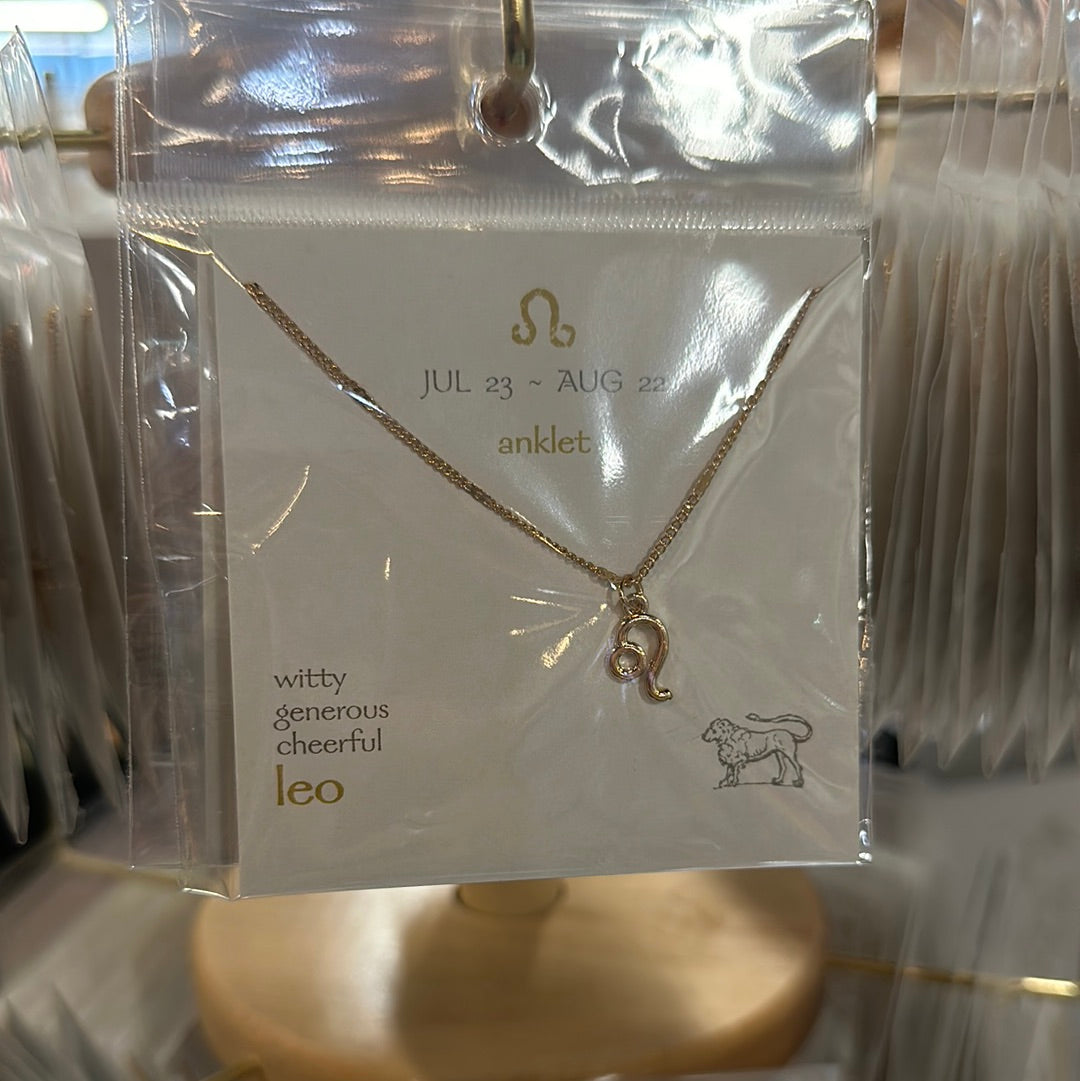 JUL 23 ~ AUG 22
anklet
witty
generous
cheerful
leo